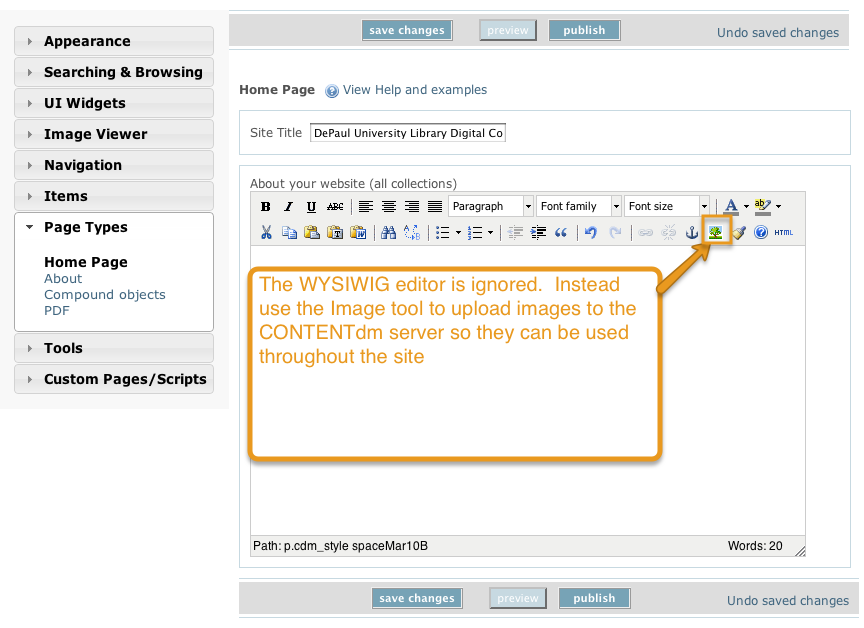 save changes preview publish Undo saved changes
Appearance
Searching & Browsing
UI Widgets
Image Viewer
Navigation
Items
Page Types
Home Page
About
Compound objects
PDF
Tools
Custom Pages/Scripts
Home Page ? View Help and examples
Site Title DePaul University Library Digital Co
About your website (all collections)
B I U ABC Paragraph Font family Font size A ab
T W A B “ ? HTML
The WYSIWIG editor is ignored. Instead
use the Image tool to upload images to the
CONTENTdm server so they can be used
throughout the site
Path: p.cdm_style spaceMar10B Words: 20
save changes preview publish Undo saved changes